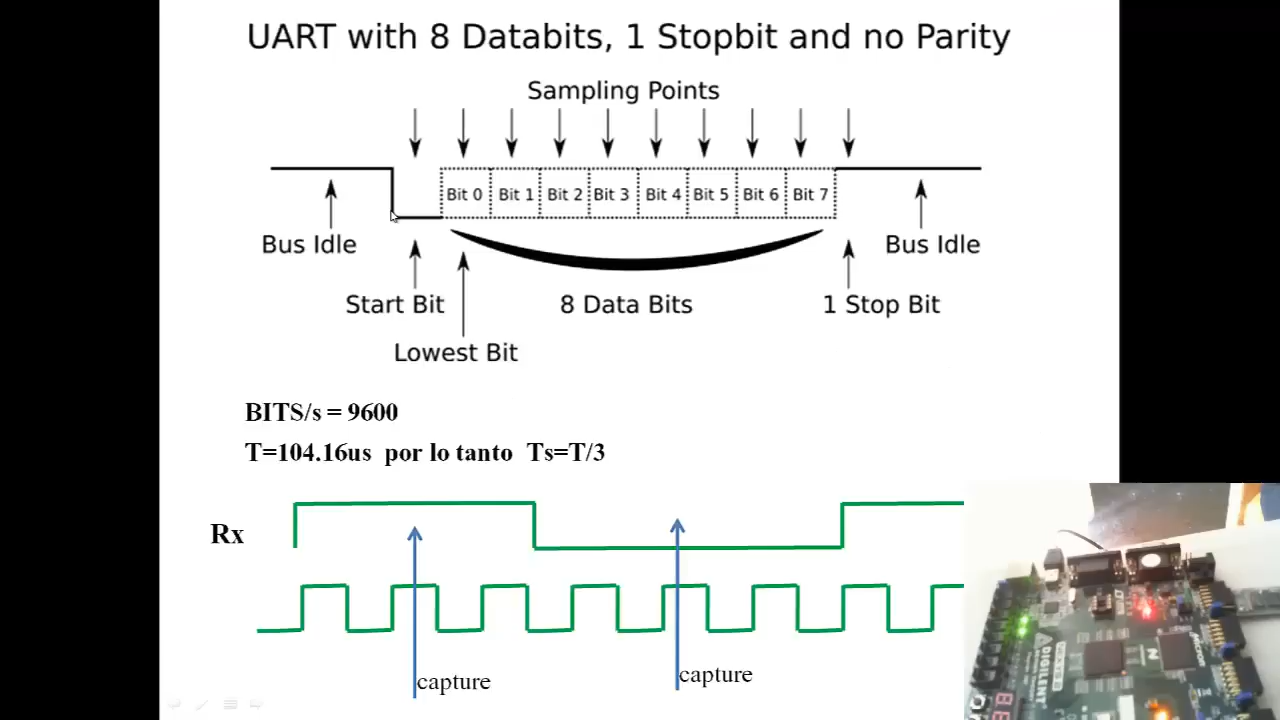 UART with 8 Databits, 1 Stopbit and no Parity
Sampling Points
Bit 0 Bit 1 Bit 2 Bit 3 Bit 4 Bit 5 Bit 6 Bit 7
Bus Idle Bus Idle
Start Bit 8 Data Bits 1 Stop Bit
Lowest Bit
BITS/s = 9600
T=104.16us por lo tanto Ts=T/3
Rx
capture capture
DIGILENT